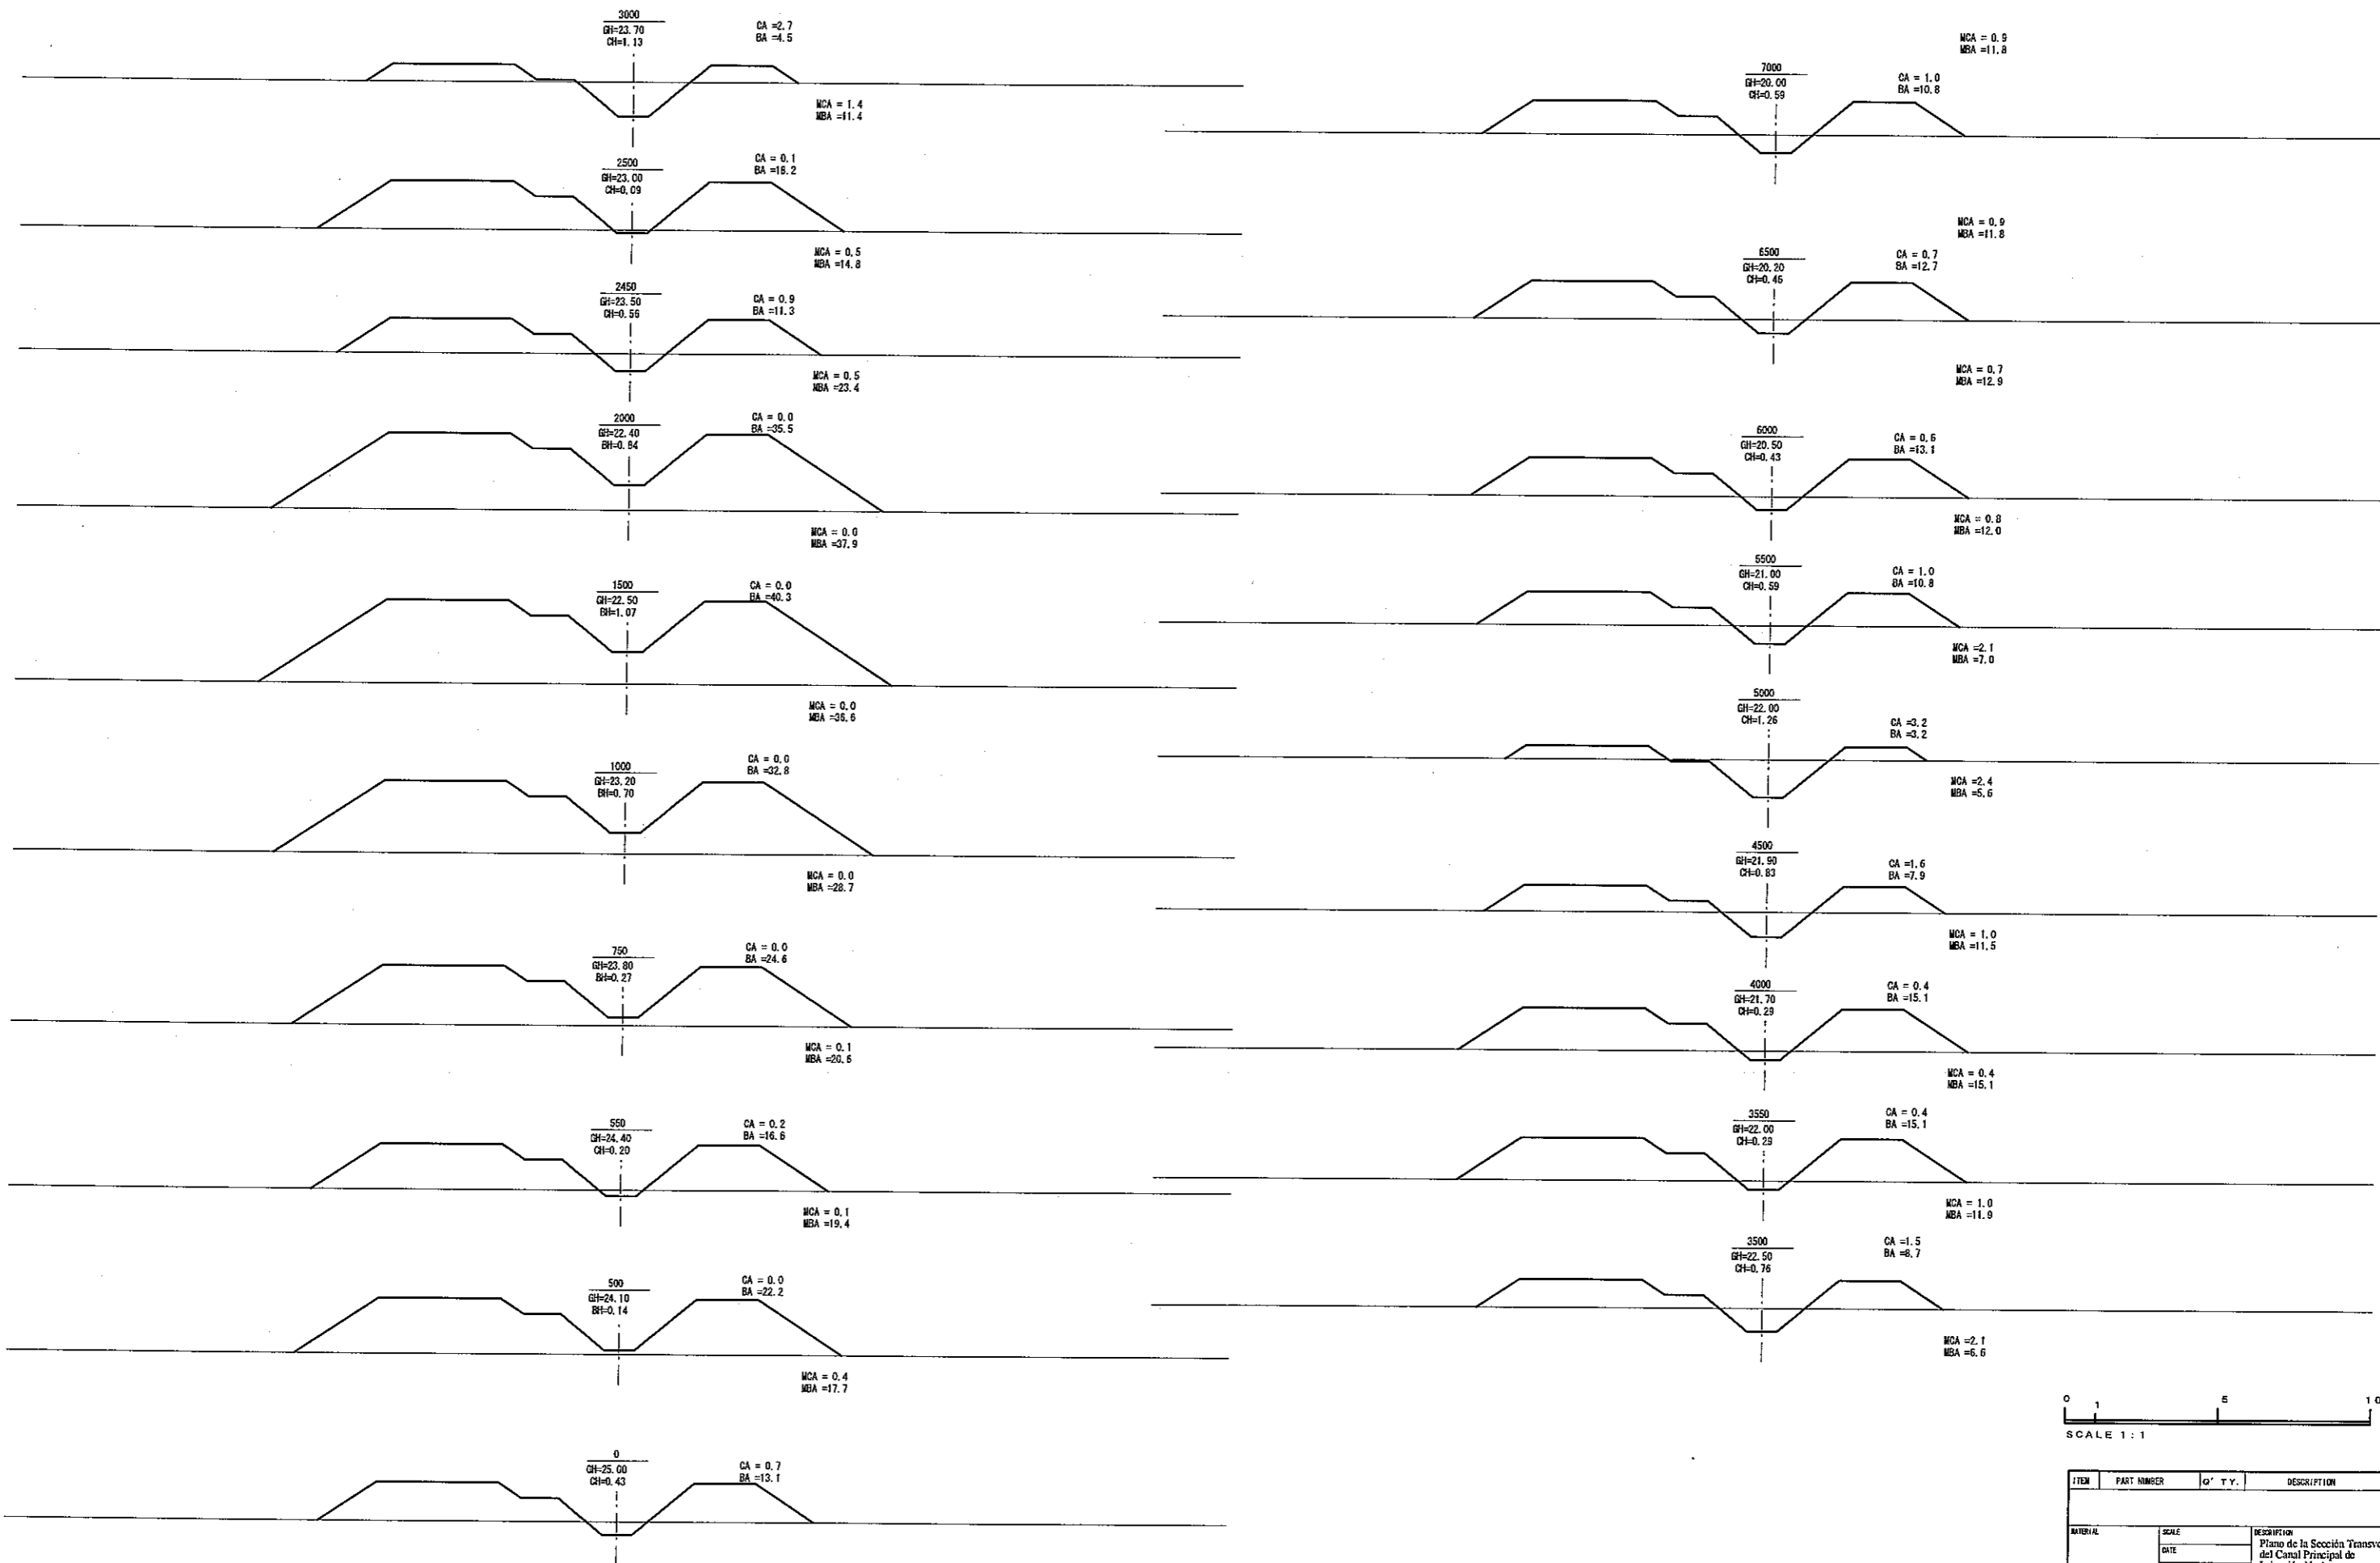 3000
GH=23.70
CH=1.13
CA =2.7
BA =4.5
MCA = 1.4
MBA =11.4
2500
GH=23.00
CH=0.09
CA = 0.1
BA =18.2
MCA = 0.5
MBA =14.8
2450
GH=23.50
CH=0.56
CA = 0.9
BA =11.3
MCA = 0.5
MBA =23.4
2000
GH=22.40
BH=0.84
CA = 0.0
BA =35.5
MCA = 0.0
MBA =37.9
1500
GH=22.50
BH=1.07
CA = 0.0
BA =40.3
MCA = 0.0
MBA =36.6
1000
GH=23.20
BH=0.70
CA = 0.0
BA =32.8
MCA = 0.0
MBA =28.7
750
GH=23.80
BH=0.27
CA = 0.0
BA =24.6
MCA = 0.1
MBA =20.6
550
GH=24.40
CH=0.20
CA = 0.2
BA =16.6
MCA = 0.1
MBA =19.4
500
GH=24.10
BH=0.14
CA = 0.0
BA =22.2
MCA = 0.4
MBA =17.7
0
GH=25.00
CH=0.43
CA = 0.7
BA =13.1
MCA = 0.9
MBA =11.8
7000
GH=20.00
CH=0.59
CA = 1.0
BA =10.8
MCA = 0.9
MBA =11.8
6500
GH=20.20
CH=0.46
CA = 0.7
BA =12.7
MCA = 0.7
MBA =12.9
6000
GH=20.50
CH=0.43
CA = 0.6
BA =13.1
MCA = 0.8
MBA =12.0
5500
GH=21.00
CH=0.59
CA = 1.0
BA =10.8
MCA =2.1
MBA =7.0
5000
GH=22.00
CH=1.26
CA =3.2
BA =3.2
MCA =2.4
MBA =5.6
4500
GH=21.90
CH=0.83
CA =1.6
BA =7.9
MCA = 1.0
MBA =11.5
4000
GH=21.70
CH=0.29
CA = 0.4
BA =15.1
MCA = 0.4
MBA =15.1
3550
GH=22.00
CH=0.29
CA = 0.4
BA =15.1
MCA = 1.0
MBA =11.9
3500
GH=22.50
CH=0.76
CA =1.5
BA =8.7
MCA =2.1
MBA =6.6
0 1 5 10
SCALE 1 : 1
ITEM PART NUMBER Q' TY. DESCRIPTION
MATERIAL SCALE DESCRIPTION
DATE Plano de la Sección
del Canal Principal de